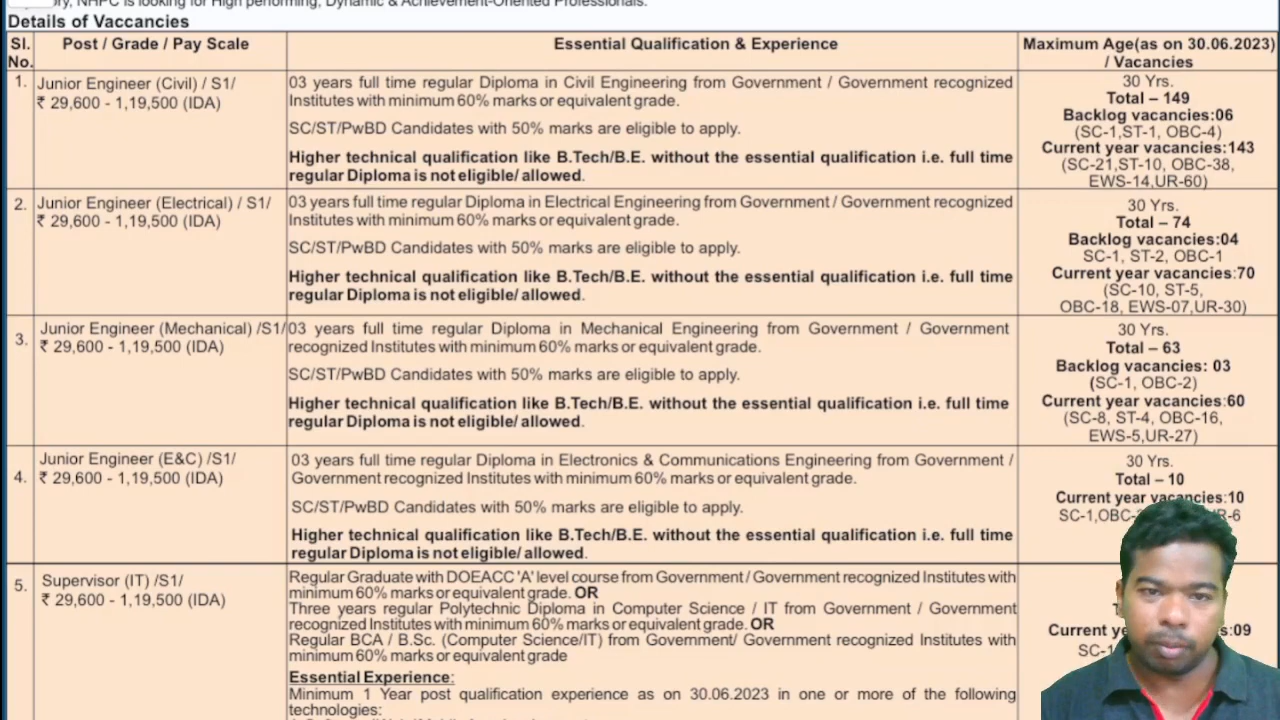 ry, NHPC is looking for High performing, Dynamic & Achievement-Oriented Professionals.
Details of Vaccancies
Sl. No.
Post / Grade / Pay Scale
Essential Qualification & Experience
Maximum Age(as on 30.06.2023)
/ Vacancies
1.
Junior Engineer (Civil) / S1/
₹ 29,600 - 1,19,500 (IDA)
03 years full time regular Diploma in Civil Engineering from Government / Government recognized
Institutes with minimum 60% marks or equivalent grade.
SC/ST/PwBD Candidates with 50% marks are eligible to apply.
Higher technical qualification like B.Tech/B.E. without the essential qualification i.e. full time
regular Diploma is not eligible/ allowed.
30 Yrs.
Total – 149
Backlog vacancies:06
(SC-1,ST-1, OBC-4)
Current year vacancies:143
(SC-21,ST-10, OBC-38,
EWS-14,UR-60)
2.
Junior Engineer (Electrical) / S1/
₹ 29,600 - 1,19,500 (IDA)
03 years full time regular Diploma in Electrical Engineering from Government / Government recognized
Institutes with minimum 60% marks or equivalent grade.
SC/ST/PwBD Candidates with 50% marks are eligible to apply.
Higher technical qualification like B.Tech/B.E. without the essential qualification i.e. full time
regular Diploma is not eligible/ allowed.
30 Yrs.
Total – 74
Backlog vacancies:04
SC-1, ST-2, OBC-1
Current year vacancies:70
(SC-10, ST-5,
OBC-18, EWS-07,UR-30)
3.
Junior Engineer (Mechanical) /S1/
₹ 29,600 - 1,19,500 (IDA)
03 years full time regular Diploma in Mechanical Engineering from Government / Government
recognized Institutes with minimum 60% marks or equivalent grade.
SC/ST/PwBD Candidates with 50% marks are eligible to apply.
Higher technical qualification like B.Tech/B.E. without the essential qualification i.e. full time
regular Diploma is not eligible/ allowed.
30 Yrs.
Total – 63
Backlog vacancies: 03
(SC-1, OBC-2)
Current year vacancies:60
(SC-8, ST-4, OBC-16,
EWS-5,UR-27)
4.
Junior Engineer (E&C) /S1/
₹ 29,600 - 1,19,500 (IDA)
03 years full time regular Diploma in Electronics & Communications Engineering from Government /
Government recognized Institutes with minimum 60% marks or equivalent grade.
SC/ST/PwBD Candidates with 50% marks are eligible to apply.
Higher technical qualification like B.Tech/B.E. without the essential qualification i.e. full time
regular Diploma is not eligible/ allowed.
30 Yrs.
Total – 10
Current year vacancies:10
SC-1,OBC-
5.
Supervisor (IT) /S1/
₹ 29,600 - 1,19,500 (IDA)
Regular Graduate with DOEACC 'A' level course from Government / Government recognized Institutes with
minimum 60% marks or equivalent grade. OR
Three years regular Polytechnic Diploma in Computer Science / IT from Government / Government
recognized Institutes with minimum 60% marks or equivalent grade. OR
Regular BCA / B.Sc. (Computer Science/IT) from Government/ Government recognized Institutes with
minimum 60% marks or equivalent grade
Essential Experience:
Minimum 1 Year post qualification experience as on 30.06.2023 in one or more of the following
technologies:
Current :09